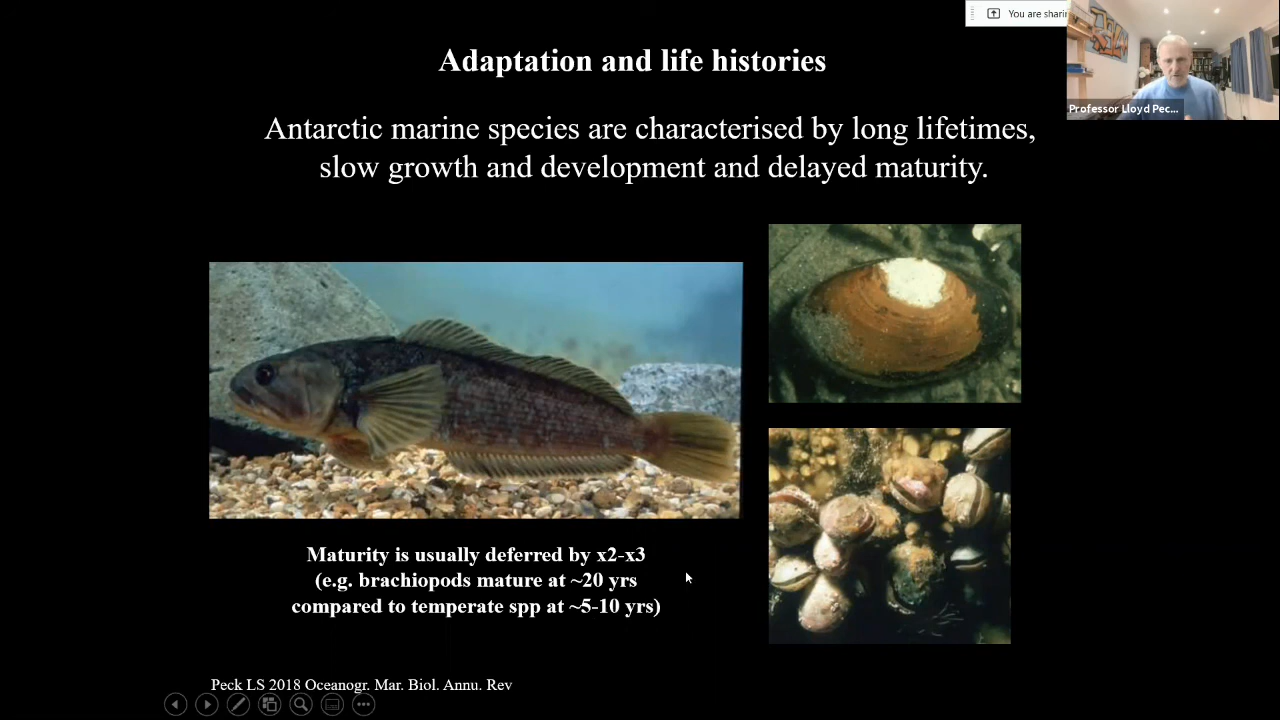 You are
Adaptation and life histories
Professor Lloyd Pec...
Antarctic marine species are characterised by long lifetimes,
slow growth and development and delayed maturity.
Maturity is usually deferred by x2-x3
(e.g. brachiopods mature at ~20 yrs
compared to temperate spp at ~5-10 yrs)
Peck LS 2018 Oceanogr. Mar. Biol. Annu. Rev